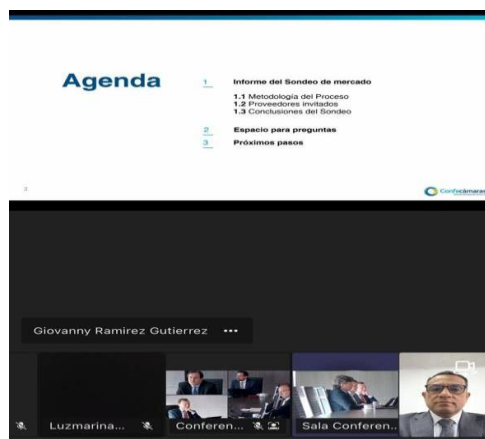 Agenda
1 Informe del Sondeo de mercado
1.1 Metodología del Proceso
1.2 Proveedores invitados
1.3 Conclusiones del Sondeo
2 Espacio para preguntas
3 Próximos pasos
Confecámaras
Giovanny Ramirez Gutierrez
Luzmarina...
Conferen...
Sala Conferen..